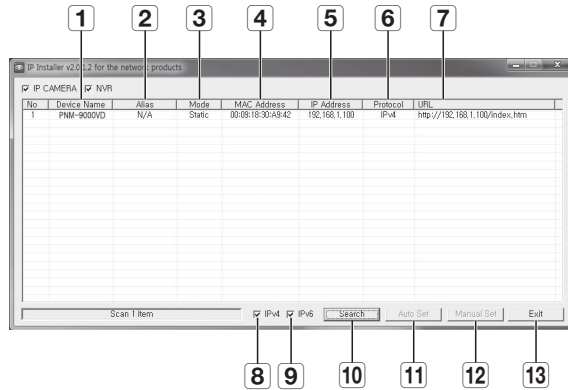 1 2 3 4 5 6 7
IP Installer v2.0.1.2 for the network products
IP CAMERA NVR
No Device Name Alias Mode MAC Address IP Address Protocol URL
1 PNM-9000VD N/A Static 00:09:18:30:A9:42 192,168,1,100 IPv4 http://192,168,1,100/index,htm
Scan 1 Item IPv4 IPv6 Search Auto Set Manual Set Exit
8 9 10 11 12 13